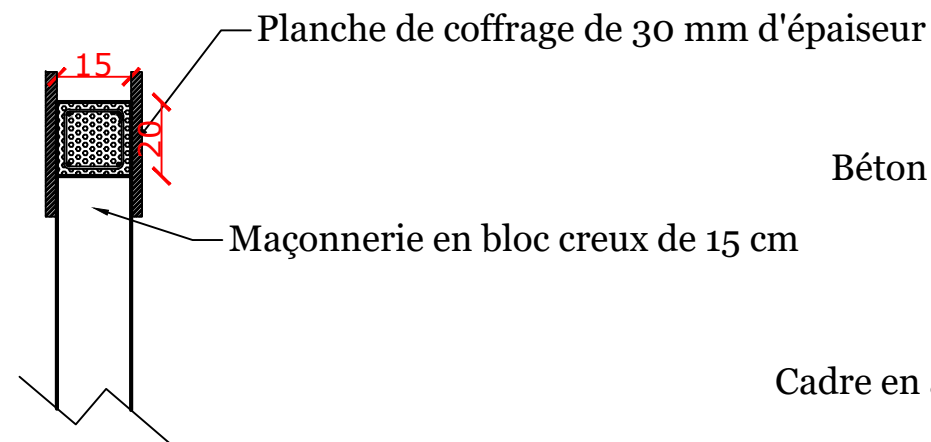 Planche de coffrage de 30 mm d'épaiseur
15
20
Béton
Maçonnerie en bloc creux de 15 cm
Cadre en